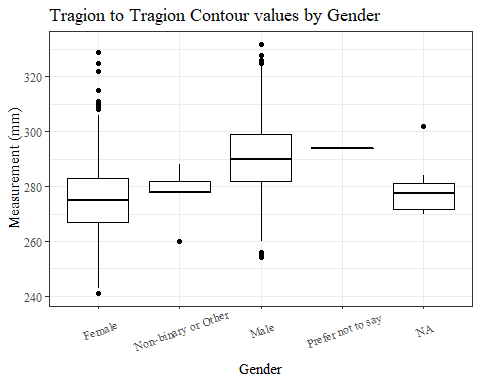 Tragion to Tragion Contour values by Gender
Measurement (mm)
320
300
280
260
240
Female
Non-binary or Other
Male
Prefer not to say
NA
Gender